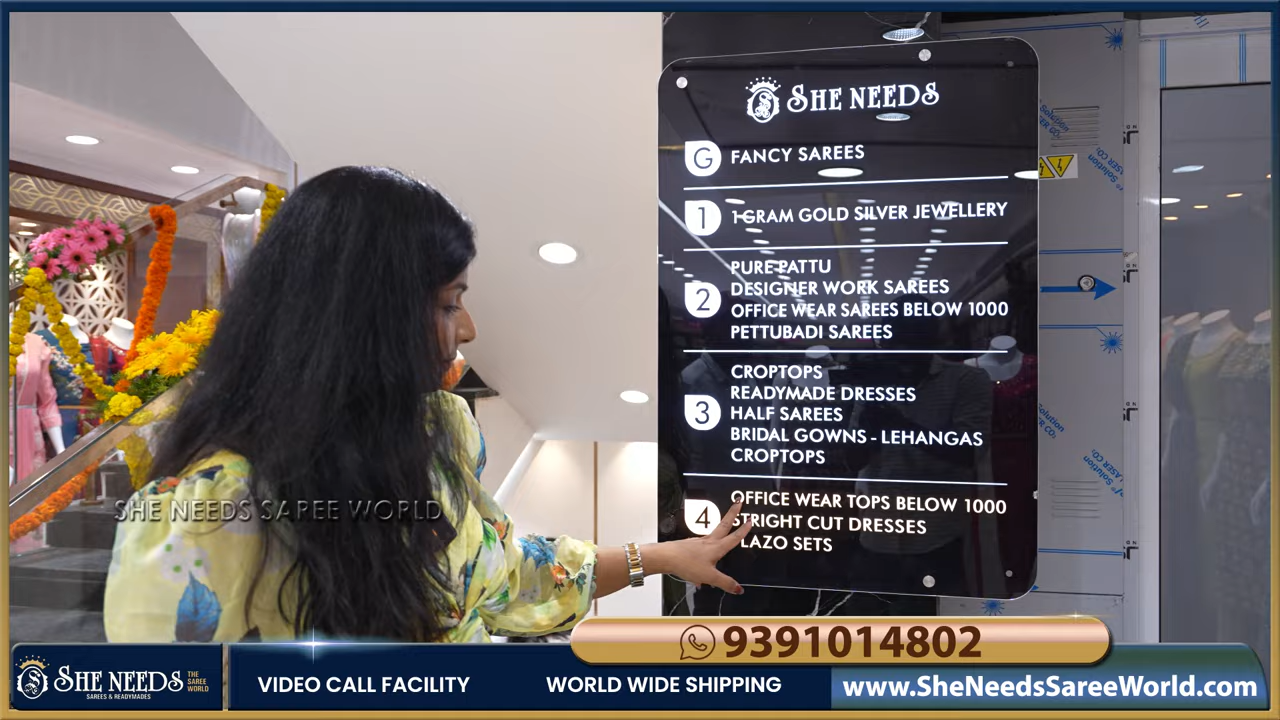 SHE NEEDS
G FANCY SAREES
1 1 GRAM GOLD SILVER JEWELLERY
PURE PATTU
DESIGNER WORK SAREES
2 OFFICE WEAR SAREES BELOW 1000
PETTUBADI SAREES
CROPTOPS
READYMADE DRESSES
3 HALF SAREES
BRIDAL GOWNS - LEHANGAS
CROPTOPS
OFFICE WEAR TOPS BELOW 1000
4 STRIGHT CUT DRESSES
LAZO SETS
SHE NEEDS SAREE WORLD
Solution
LASER CO
9391014802
SHE NEEDS THE SAREE WORLD
SAREES & READYMADES
VIDEO CALL FACILITY
WORLD WIDE SHIPPING
www.SheNeedsSareeWorld.com